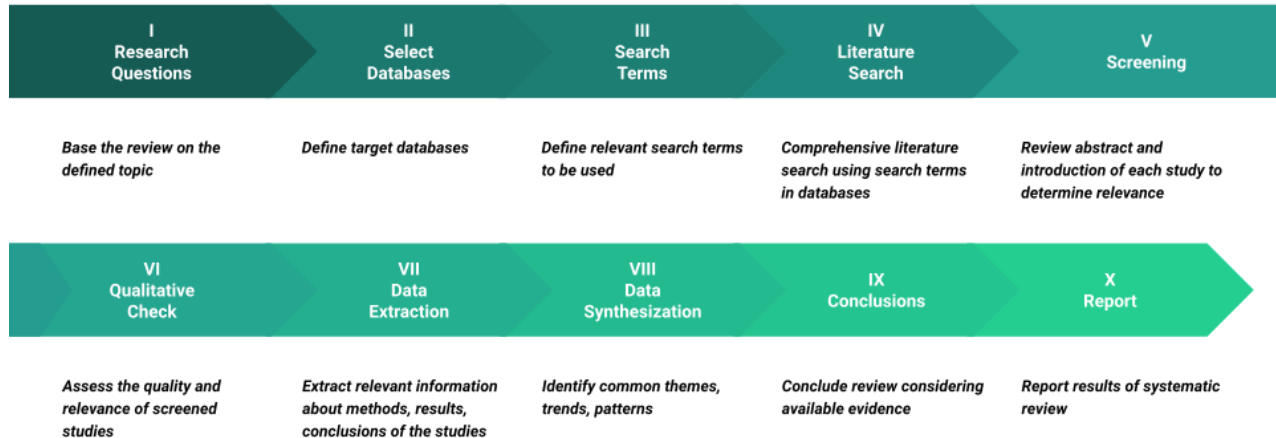 I
Research
Questions
II
Select
Databases
III
Search
Terms
IV
Literature
Search
V
Screening
Base the review on the
defined topic
Define target databases
Define relevant search terms
to be used
Comprehensive literature
search using search terms
in databases
Review abstract and
introduction of each study to
determine relevance
VI
Qualitative
Check
VII
Data
Extraction
VIII
Data
Synthesization
IX
Conclusions
X
Report
Assess the quality and
relevance of screened
studies
Extract relevant information
about methods, results,
conclusions of the studies
Identify common themes,
trends, patterns
Conclude review considering
available evidence
Report results of systematic
review